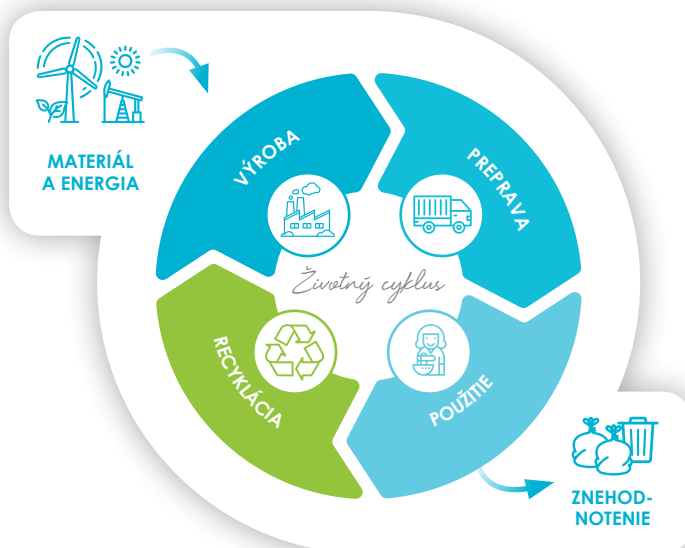 MATERIÁL
A ENERGIA
VÝROBA
PREPRAVA
Životný cyklus
RECYKLÁCIA
POUŽITIE
ZNEHOD-
NOTENIE